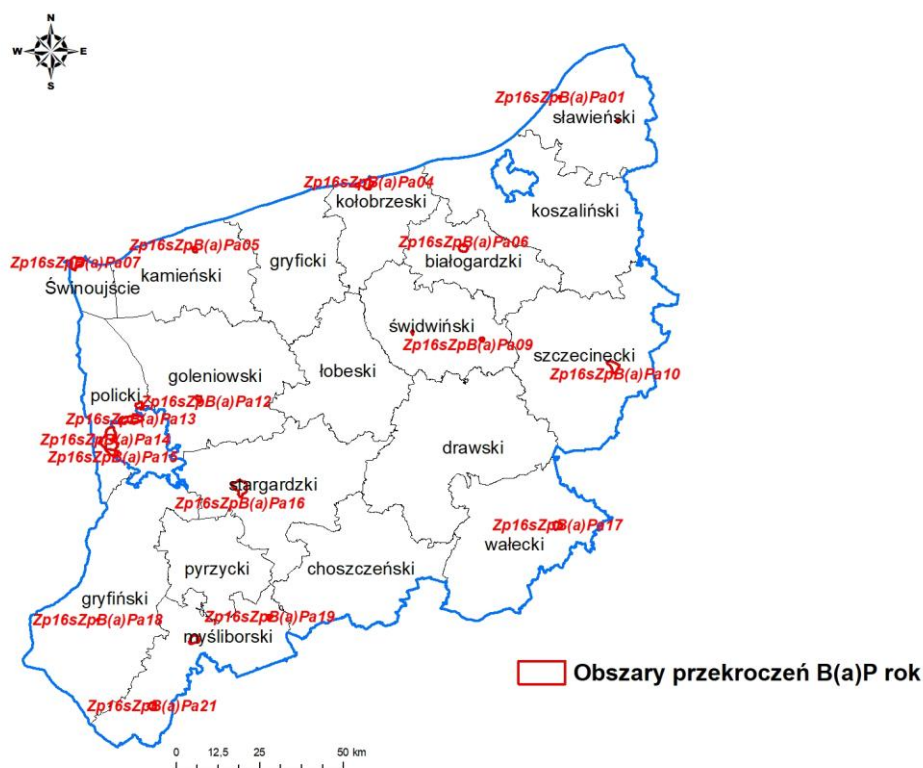 N
W E
S
Zp16sZpB(a)Pa01
sławieński
Zp16sZpB(a)Pa04
kołobrzeski
koszaliński
Zp16sZpB(a)Pa05
Zp16sZpB(a)Pa06
gryficki
białogardzki
Zp16sZpB(a)Pa07
kamieński
Świnoujście
świdwiński
Zp16sZpB(a)Pa09
szczecinecki
Zp16sZpB(a)Pa10
goleniowski
łobeski
policki
Zp16sZpB(a)Pa12
Zp16sZpB(a)Pa13
Zp16sZpB(a)Pa14
Zp16sZpB(a)Pa15
drawski
stargardzki
Zp16sZpB(a)Pa16
Zp16sZpB(a)Pa17
wałecki
pyrzycki
choszczeński
gryfiński
Zp16sZpB(a)Pa18
Zp16sZpB(a)Pa19
myśliborski
Obszary przekroczeń B(a)P rok
Zp16sZpB(a)Pa21
0 12,5 25 50 km